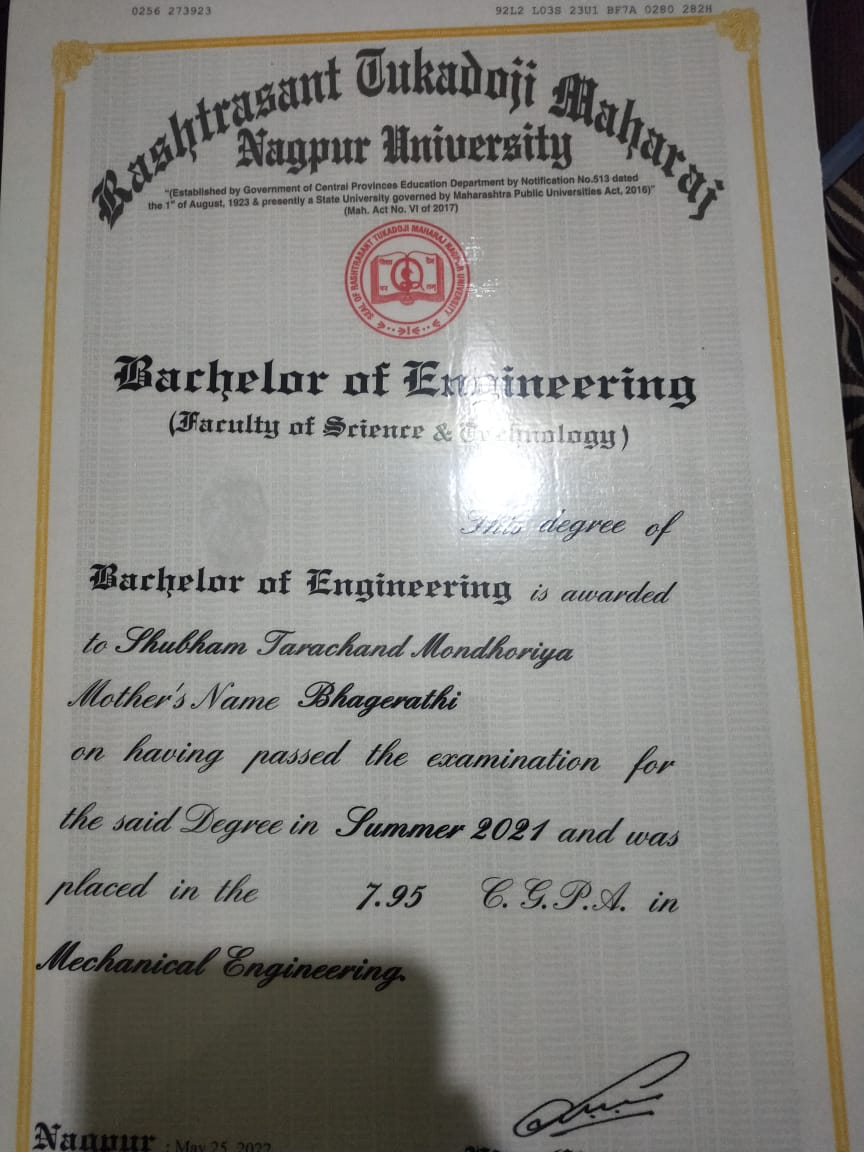 0256 273923
92L2 L03S 23U1 BF7A 0280 282H
Rashtrasant Tukadoji Maharaj
Nagpur University
"(Established by Government of Central Provinces Education Department by Notification No.513 dated
the 1st of August, 1923 & presently a State University governed by Maharashtra Public Universities Act, 2016)"
(Mah. Act No. VI of 2017)
SEAL OF RASHTRASANT TUKADOJI MAHARAJ NAGPUR UNIVERSITY
Bachelor of Engineering
(Faculty of Science & Technology)
This degree of
Bachelor of Engineering is awarded
to Shubham Tarachand Mondhoriya
Mother's Name Bhagerathi
on having passed the examination for
the said Degree in Summer 2021 and was
placed in the 7.95 C.G.P.A. in
Mechanical Engineering.
Nagpur : May 25, 2022